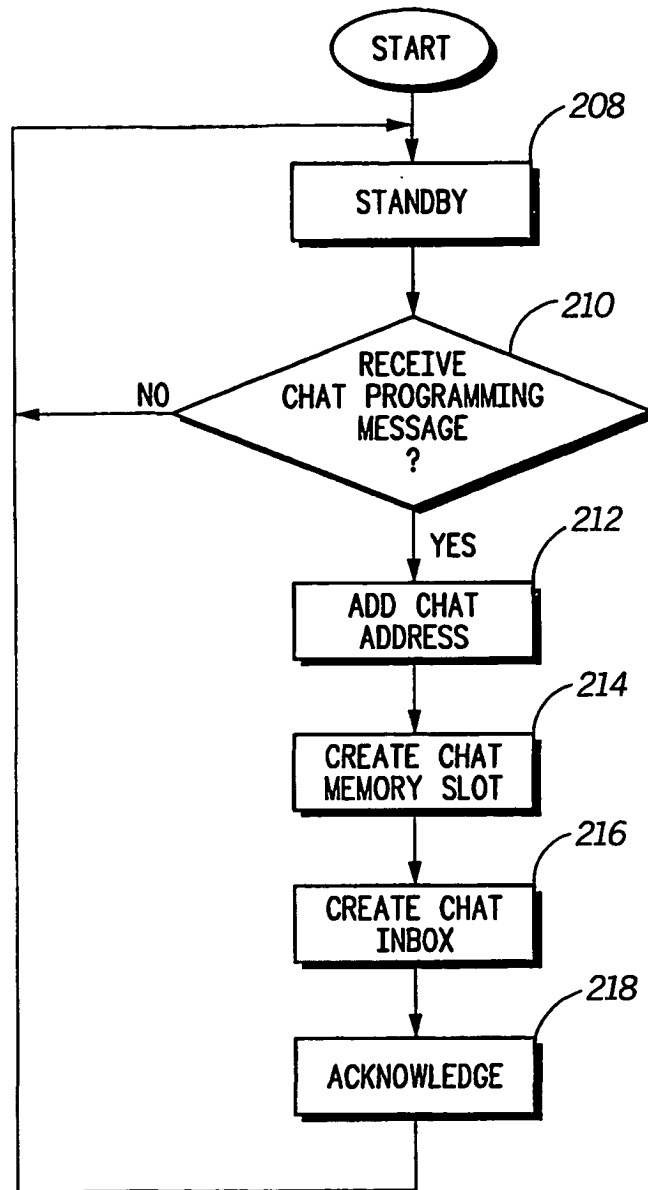 START
208
STANDBY
210
RECEIVE
CHAT PROGRAMMING
MESSAGE
?
NO
YES
212
ADD CHAT
ADDRESS
214
CREATE CHAT
MEMORY SLOT
216
CREATE CHAT
INBOX
218
ACKNOWLEDGE